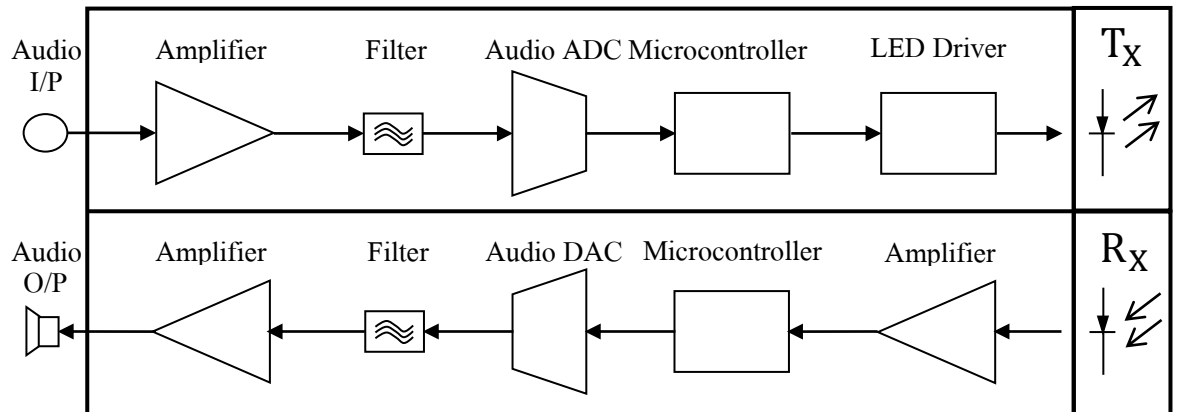 Audio I/P
Amplifier
Filter
Audio ADC
Microcontroller
LED Driver
TX
Audio O/P
Amplifier
Filter
Audio DAC
Microcontroller
Amplifier
RX